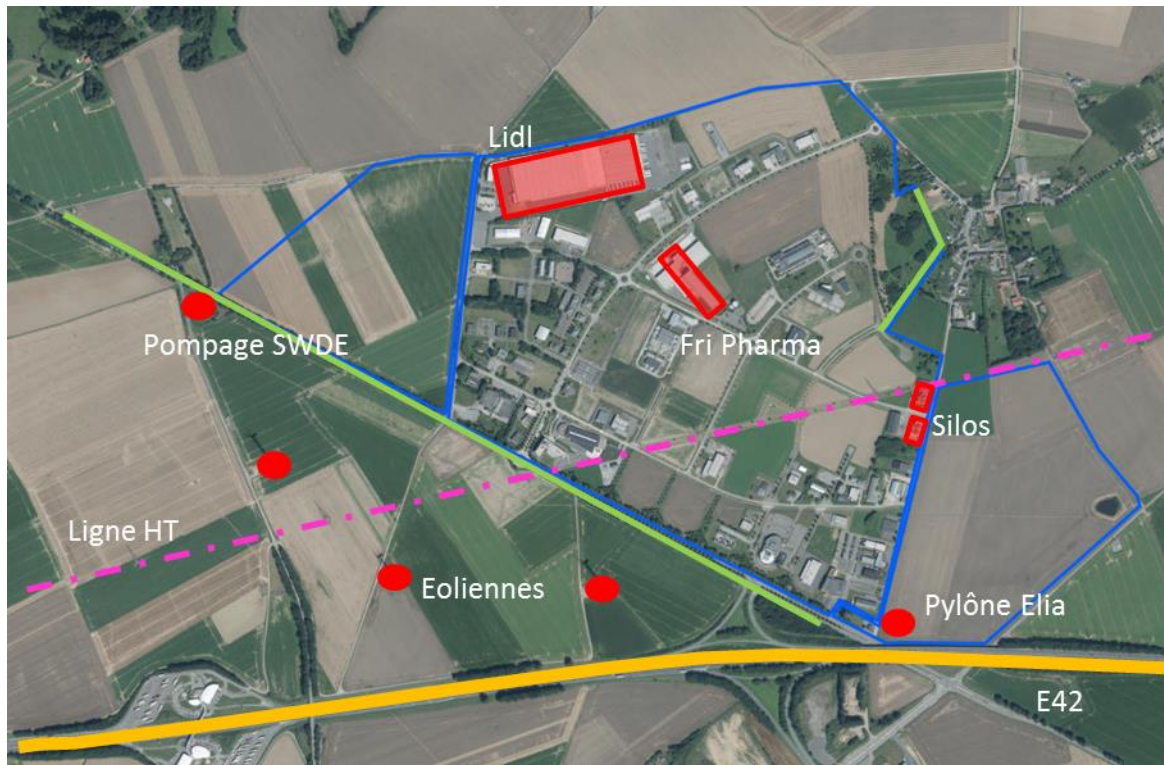 Lidl
Pompage SWDE
Fri Pharma
Silos
Ligne HT
Eoliennes
Pylône Elia
E42